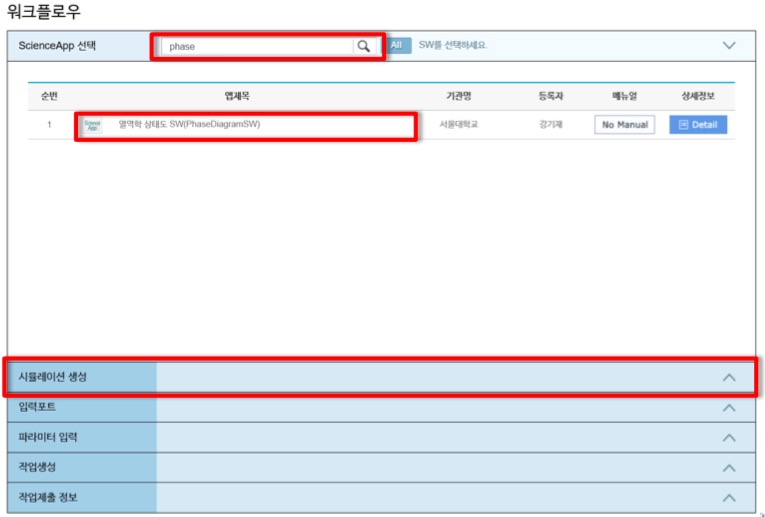 워크플로우
ScienceApp 선택 phase All SW를 선택하세요.
순번 앱제목 기관명 등록자 메뉴얼 상세정보
1 Science App 열역학 상태도 SW(PhaseDiagramSW) 서울대학교 강기재 No Manual Detail
시뮬레이션 생성
입력포트
파라미터 입력
작업생성
작업제출 정보